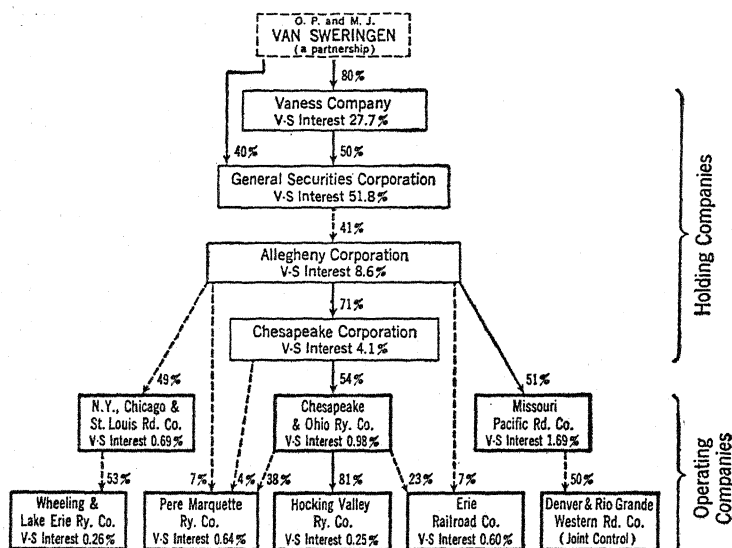 O. P. and M. J.
VAN SWERINGEN
(a partnership)
80%
Vaness Company
V-S Interest 27.7%
40%
50%
General Securities Corporation
V-S Interest 51.8%
41%
Allegheny Corporation
V-S Interest 8.6%
71%
Chesapeake Corporation
V-S Interest 4.1%
Holding Companies
49%
54%
51%
N.Y., Chicago &
St. Louis Rd. Co.
V-S Interest 0.69%
Chesapeake
& Ohio Ry. Co.
V-S Interest 0.98%
Missouri
Pacific Rd. Co.
V-S Interest 1.69%
53%
7%
4%
38%
81%
23%
7%
50%
Wheeling &
Lake Erie Ry. Co.
V-S Interest 0.26%
Pere Marquette
Ry. Co.
V-S Interest 0.64%
Hocking Valley
Ry. Co.
V-S Interest 0.25%
Erie
Railroad Co.
V-S Interest 0.60%
Denver & Rio Grande
Western Rd. Co.
(Joint Control)
Operating
Companies